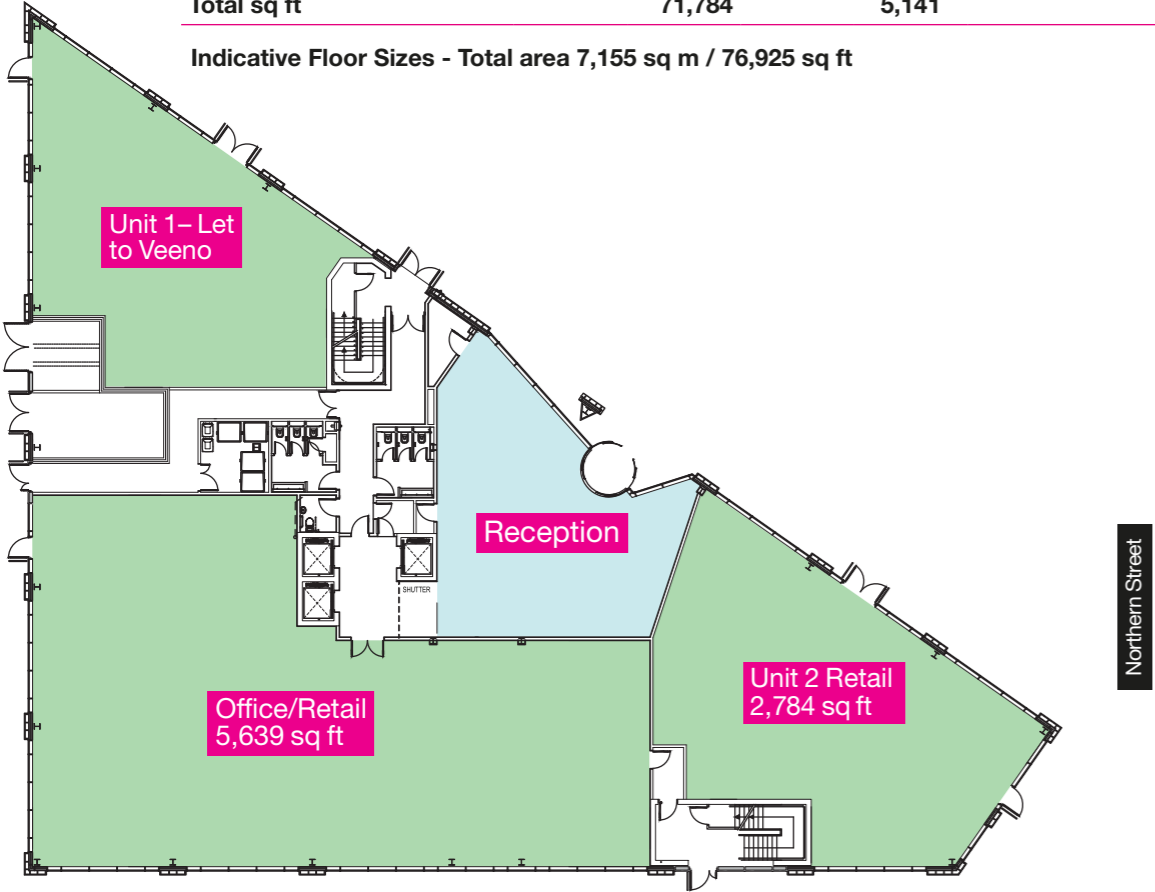 Total sq ft 71,784 5,141
Indicative Floor Sizes - Total area 7,155 sq m / 76,925 sq ft
Unit 1– Let
to Veeno
Reception
SHUTTER
Northern Street
Unit 2 Retail
2,784 sq ft
Office/Retail
5,639 sq ft